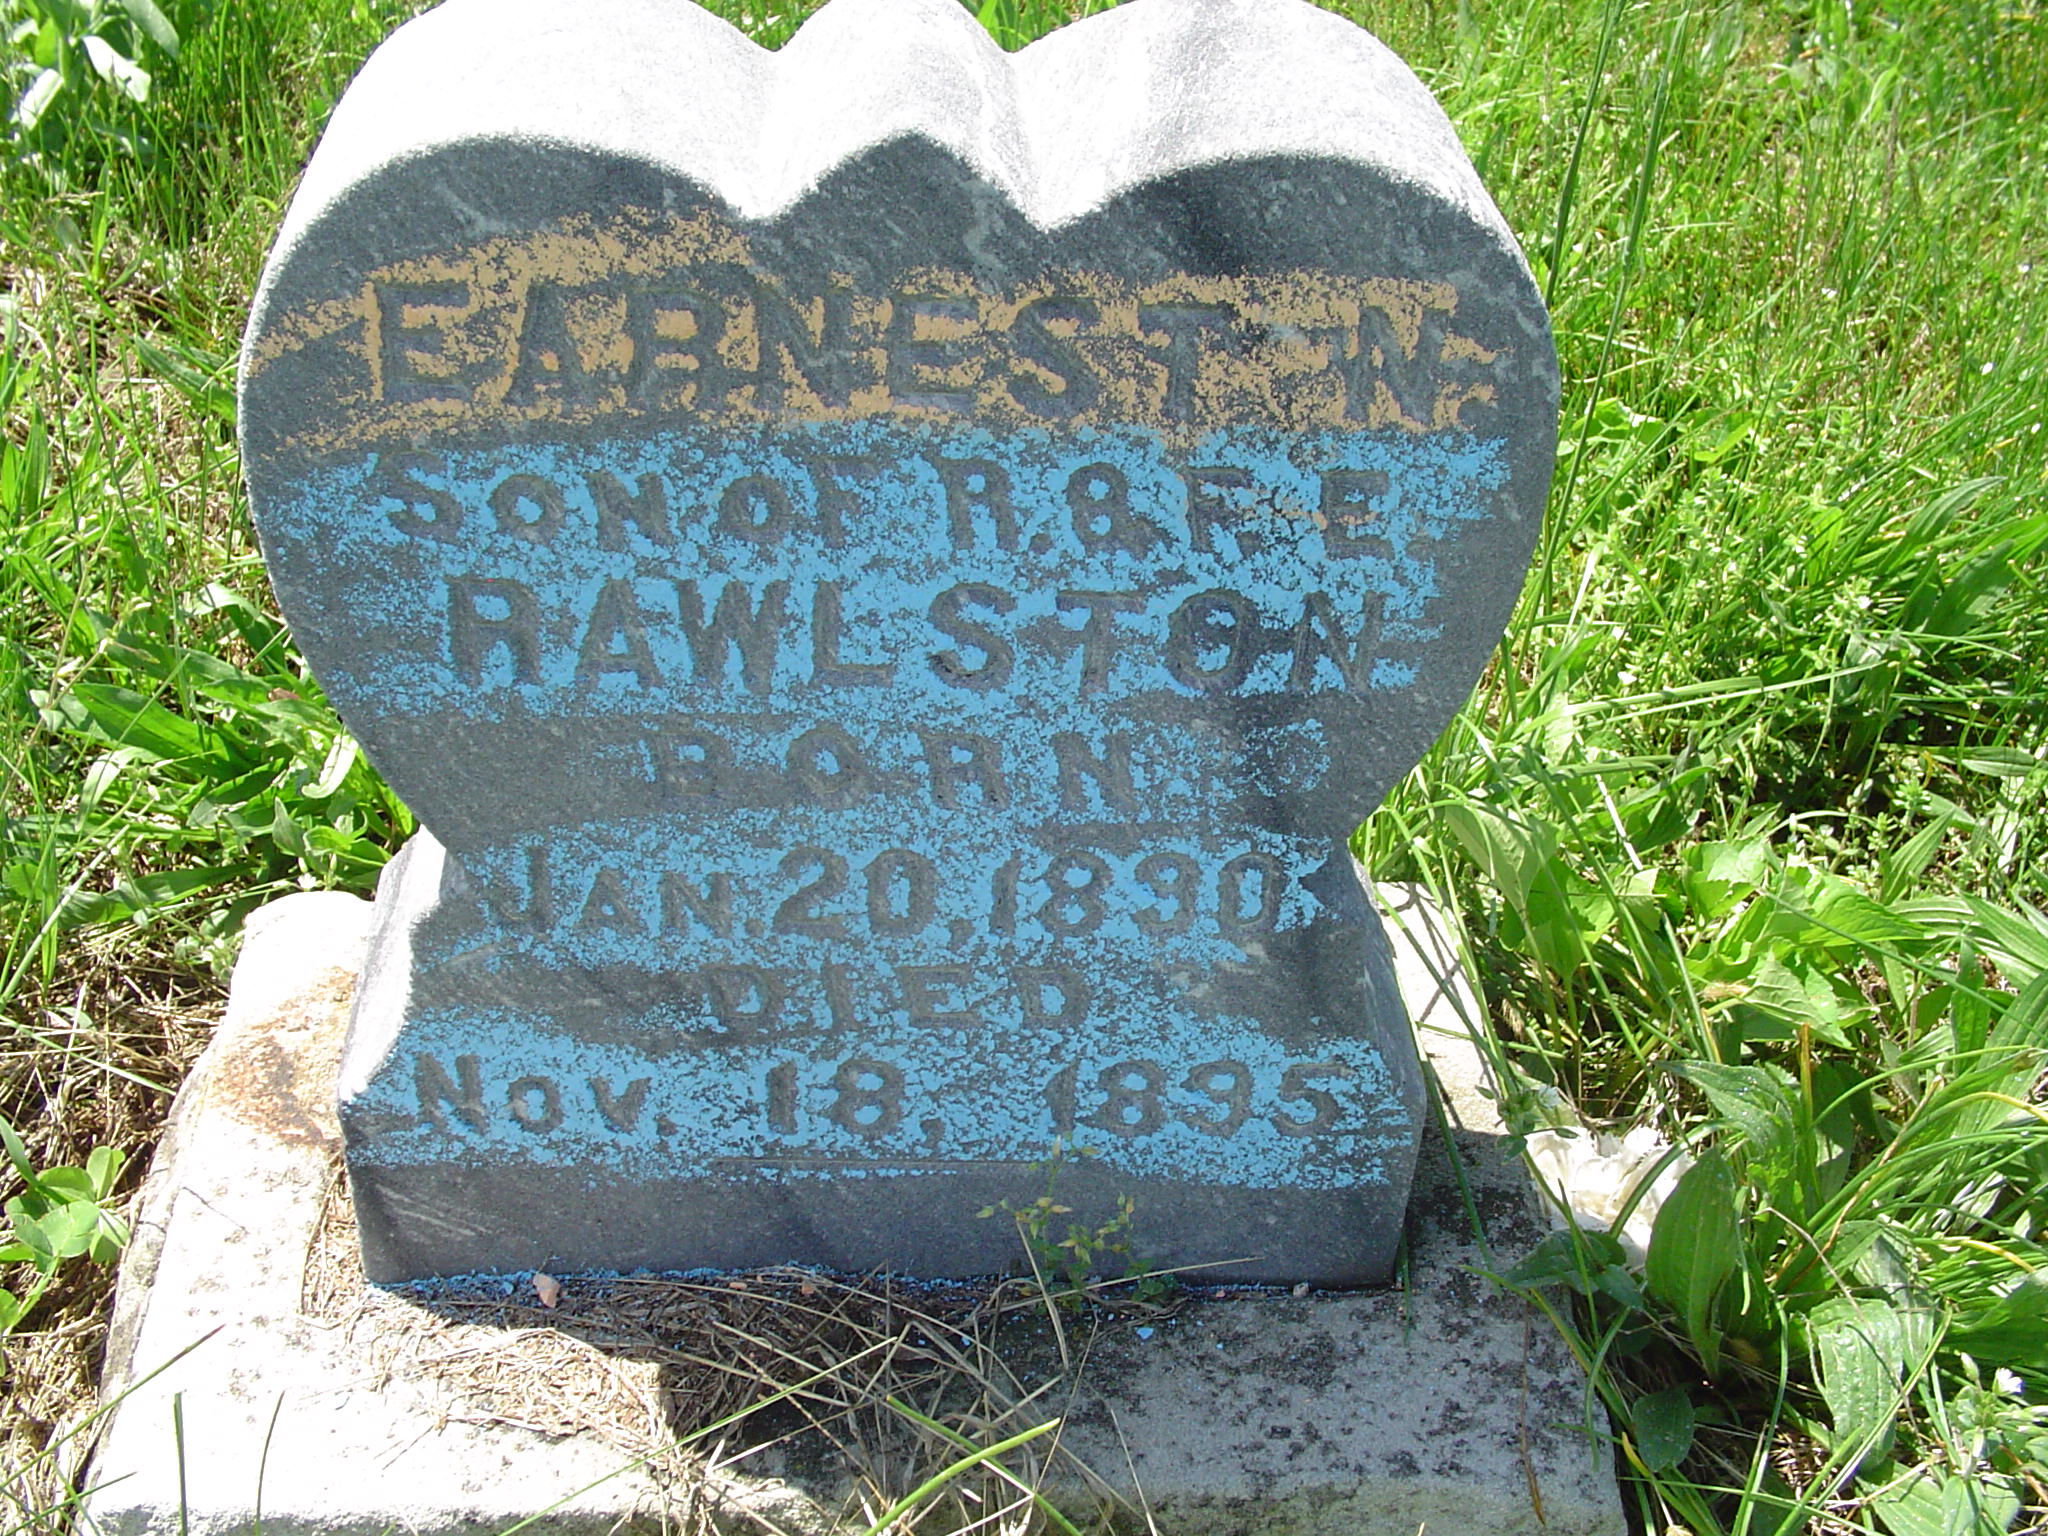 EARNEST N.
SON OF R. & F. E.
RAWLSTON
BORN
JAN. 20, 1890
DIED
NOV. 18, 1895